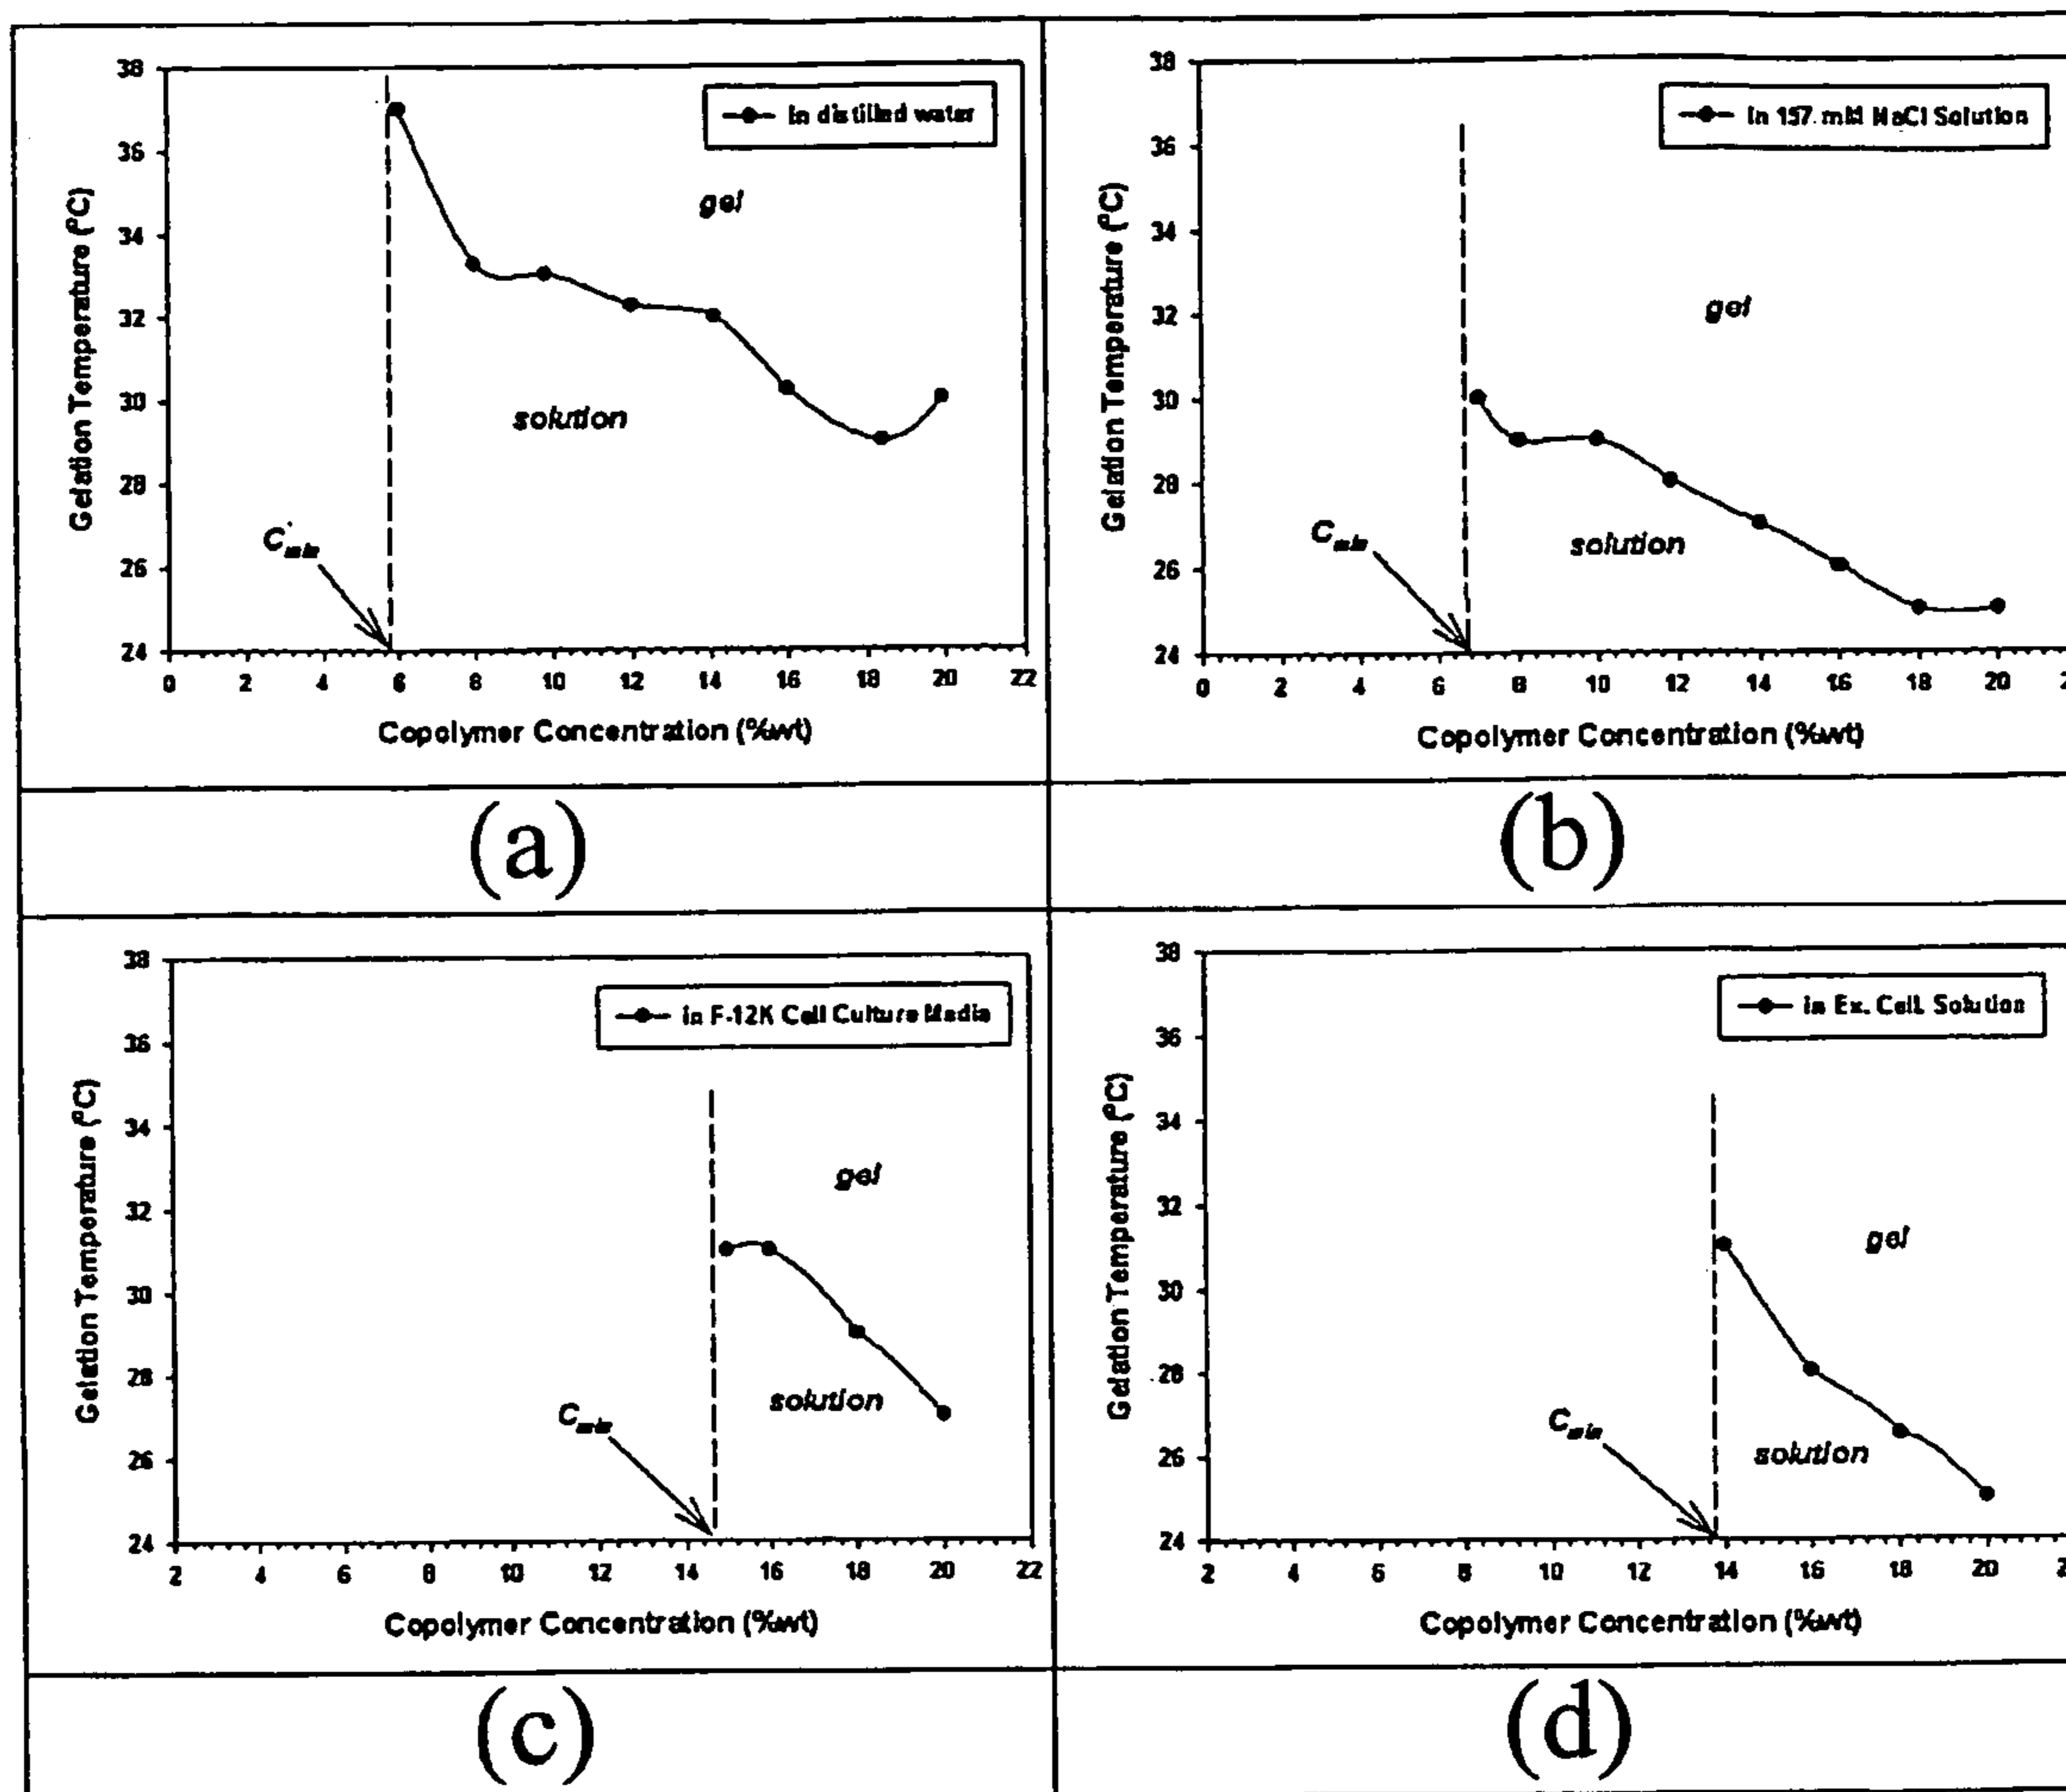 38
36
34
32
30
28
26
24
Gelation Temperature (°C)
In distilled water
gel
solution
Cmin
0 2 4 6 8 10 12 14 16 18 20 22
Copolymer Concentration (%wt)
(a)
38
36
34
32
30
28
26
24
Gelation Temperature (°C)
In 157 mM NaCl Solution
gel
solution
Cmin
0 2 4 6 8 10 12 14 16 18 20
Copolymer Concentration (%wt)
(b)
38
36
34
32
30
28
26
24
Gelation Temperature (°C)
in F-12K Cell Culture Media
gel
solution
Cmin
2 4 6 8 10 12 14 16 18 20 22
Copolymer Concentration (%wt)
(c)
38
36
34
32
30
28
26
24
Gelation Temperature (°C)
in Ex. Cell. Solution
gel
solution
Cmin
2 4 6 8 10 12 14 16 18 20
Copolymer Concentration (%wt)
(d)